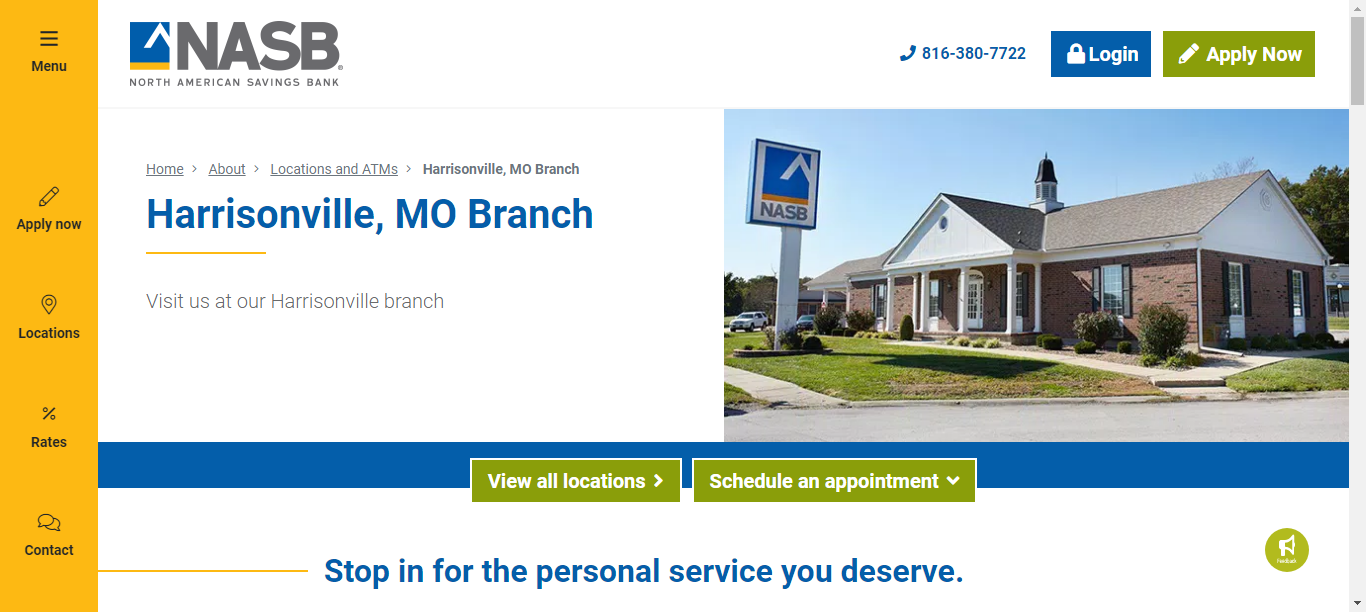 Menu
Apply now
Locations
Rates
Contact
NASB®
NORTH AMERICAN SAVINGS BANK
816-380-7722
Login
Apply Now
Home > About > Locations and ATMs > Harrisonville, MO Branch
Harrisonville, MO Branch
Visit us at our Harrisonville branch
NASB
View all locations
Schedule an appointment
Stop in for the personal service you deserve.
Feedback